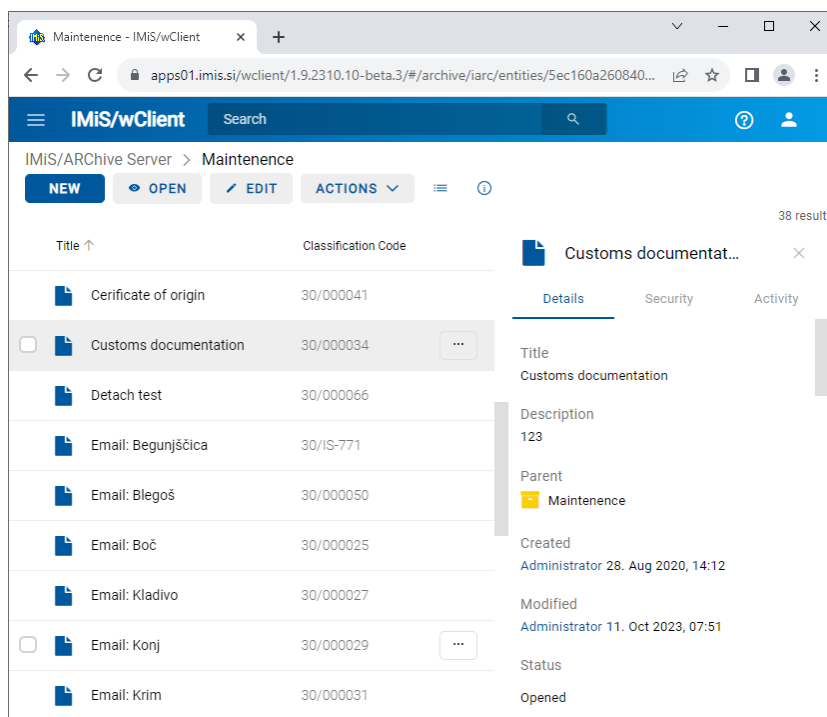 Maintenence - IMiS/wClient
apps01.imis.si/wclient/1.9.2310.10-beta.3/#/archive/iarc/entities/5ec160a260840...
IMiS/wClient
Search
IMiS/ARChive Server > Maintenence
NEW
OPEN
EDIT
ACTIONS
38 result
Title
Classification Code
Cerificate of origin
30/000041
Customs documentation
30/000034
Detach test
30/000066
Email: Begunjščica
30/IS-771
Email: Blegoš
30/000050
Email: Boč
30/000025
Email: Kladivo
30/000027
Email: Konj
30/000029
Email: Krim
30/000031
Customs documentat...
Details
Security
Activity
Title
Customs documentation
Description
123
Parent
Maintenence
Created
Administrator 28. Aug 2020, 14:12
Modified
Administrator 11. Oct 2023, 07:51
Status
Opened